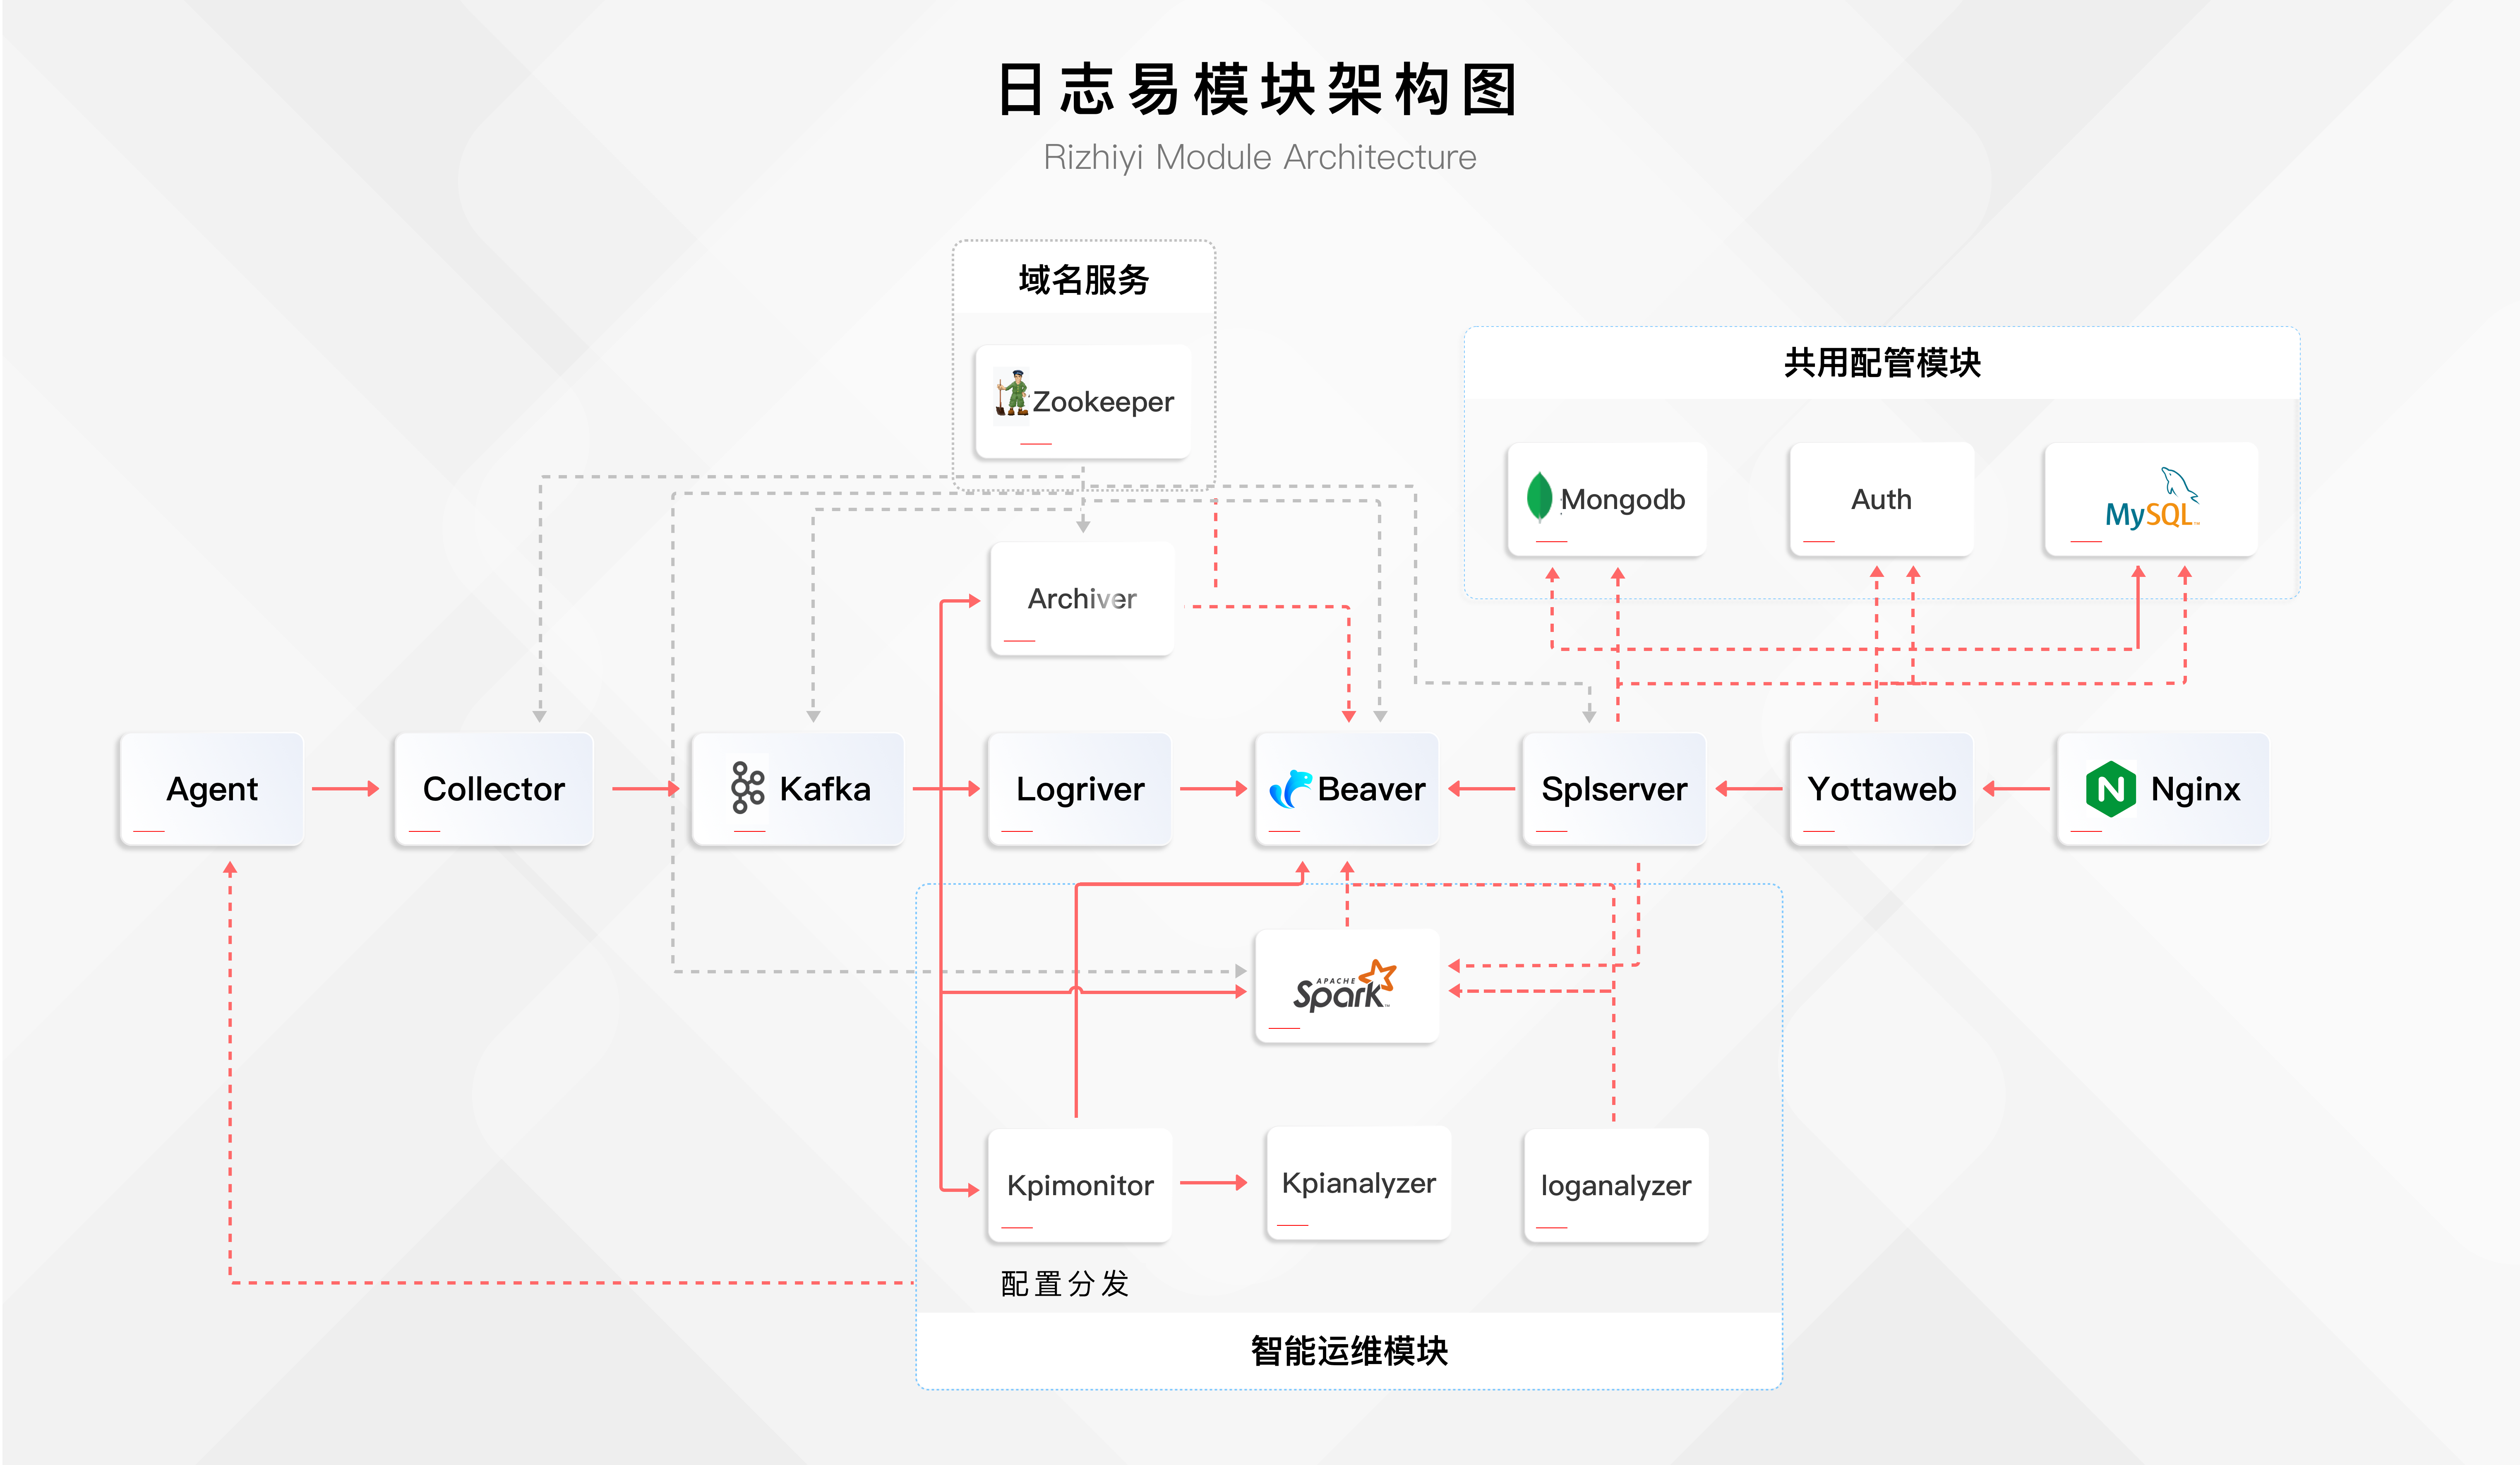 日志易模块架构图
Rizhiyi Module Architecture
域名服务
Zookeeper
共用配管模块
Mongodb
Auth
MySQL™
Archiver
Agent
Collector
Kafka
Logriver
Beaver
Splserver
Yottaweb
N Nginx
APACHE
Spark™
Kpimonitor
Kpianalyzer
loganalyzer
配置分发
智能运维模块